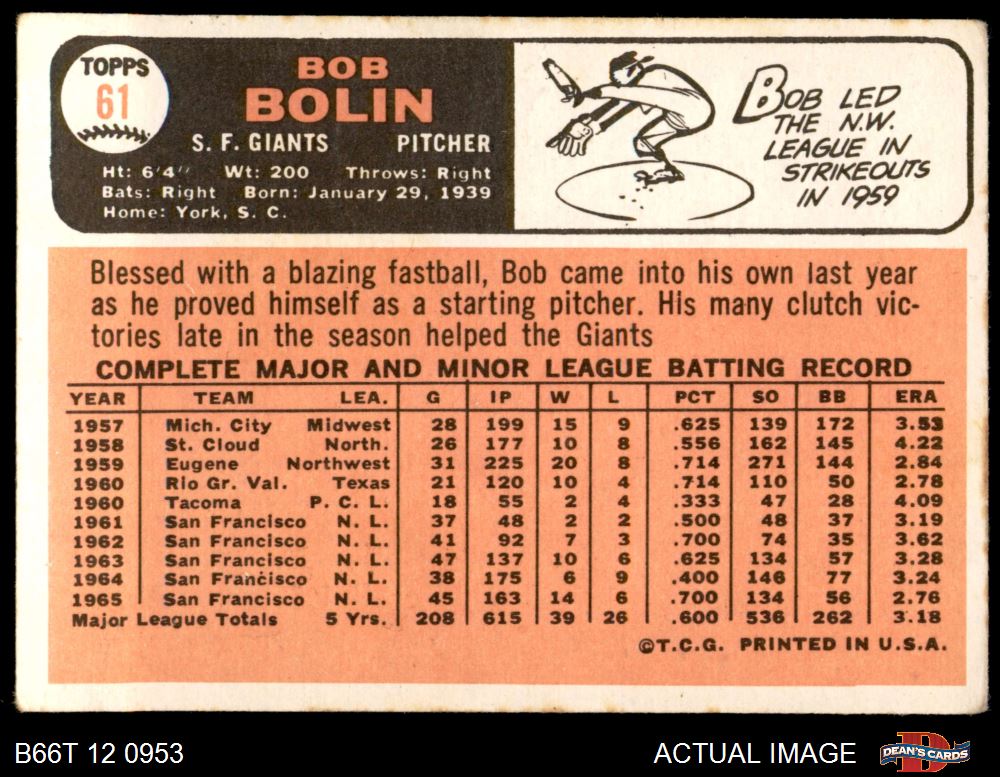 TOPPS
61
BOB
BOLIN
S. F. GIANTS PITCHER
Ht: 6'4" Wt: 200 Throws: Right
Bats: Right Born: January 29, 1939
Home: York, S. C.
BOB LED
THE N.W.
LEAGUE IN
STRIKEOUTS
IN 1959
Blessed with a blazing fastball, Bob came into his own last year
as he proved himself as a starting pitcher. His many clutch vic-
tories late in the season helped the Giants
COMPLETE MAJOR AND MINOR LEAGUE BATTING RECORD
YEAR TEAM LEA. G IP W L PCT SO BB ERA
1957 Mich. City Midwest 28 199 15 9 .625 139 172 3.53
1958 St. Cloud North. 26 177 10 8 .556 162 145 4.22
1959 Eugene Northwest 31 225 20 8 .714 271 144 2.84
1960 Rio Gr. Val. Texas 21 120 10 4 .714 110 50 2.78
1960 Tacoma P. C. L. 18 55 2 4 .333 47 28 4.09
1961 San Francisco N. L. 37 48 2 2 .500 48 37 3.19
1962 San Francisco N. L. 41 92 7 3 .700 74 35 3.62
1963 San Francisco N. L. 47 137 10 6 .625 134 57 3.28
1964 San Francisco N. L. 38 175 6 9 .400 146 77 3.24
1965 San Francisco N. L. 45 163 14 6 .700 134 56 2.76
Major League Totals 5 Yrs. 208 615 39 26 .600 536 262 3.18
©T.C.G. PRINTED IN U.S.A.
B66T 12 0953 ACTUAL IMAGE DEAN'S CARDS